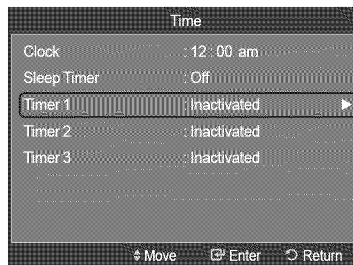 Time
Clock : 12 : 00 am
Sleep Timer : Off
Timer 1 : Inactivated
Timer 2 : Inactivated
Timer 3 : Inactivated
Move Enter Return